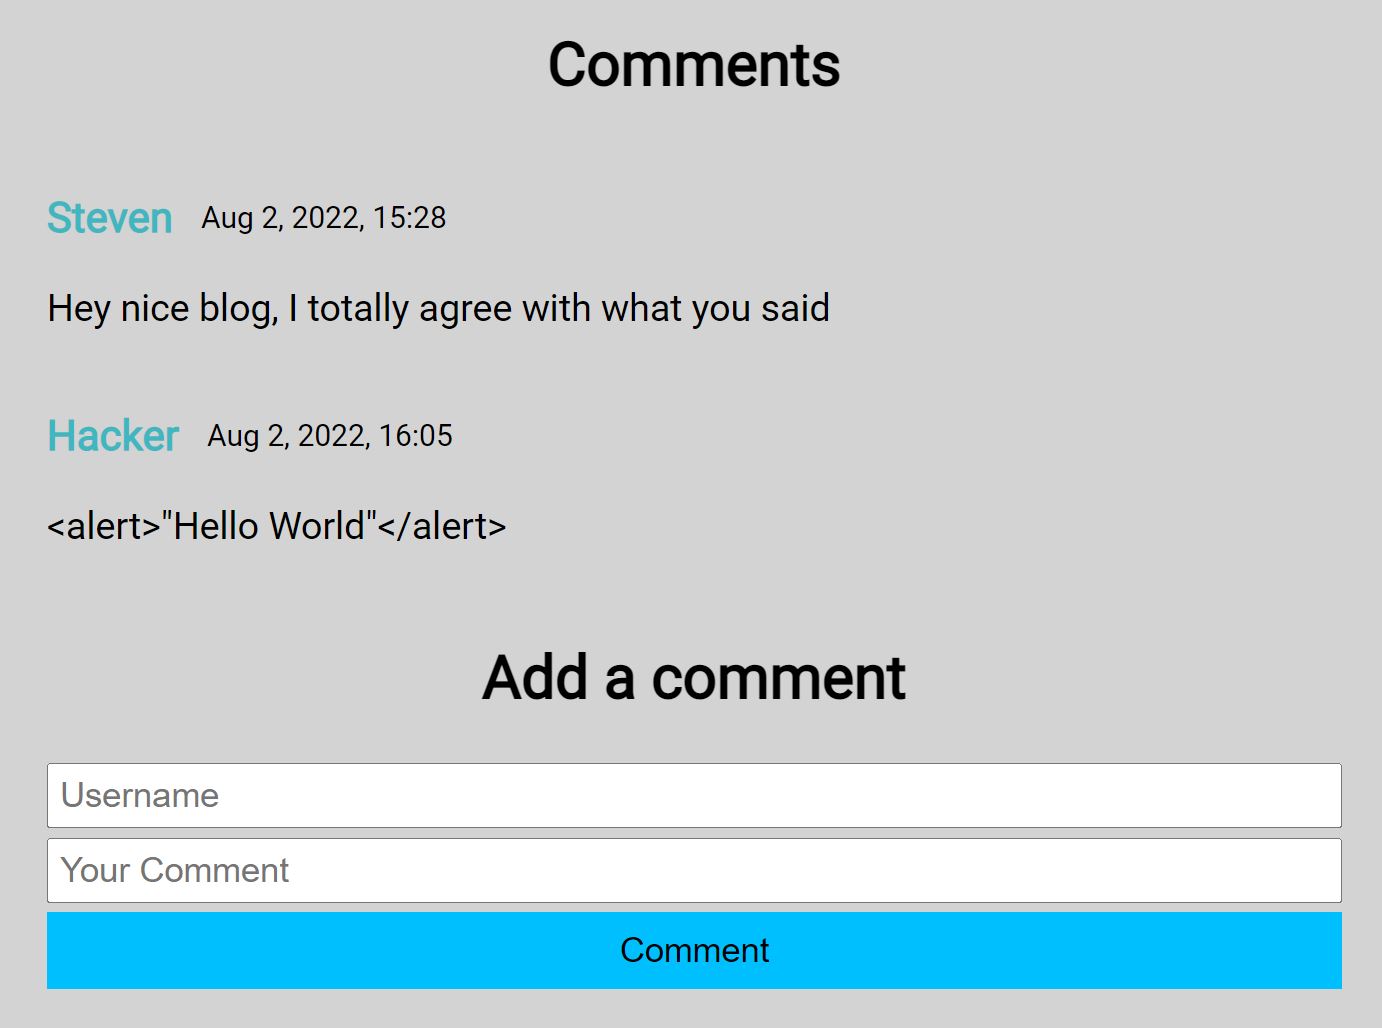 Comments
Steven Aug 2, 2022, 15:28
Hey nice blog, I totally agree with what you said
Hacker Aug 2, 2022, 16:05
<alert>"Hello World"</alert>
Add a comment
Username
Your Comment
Comment